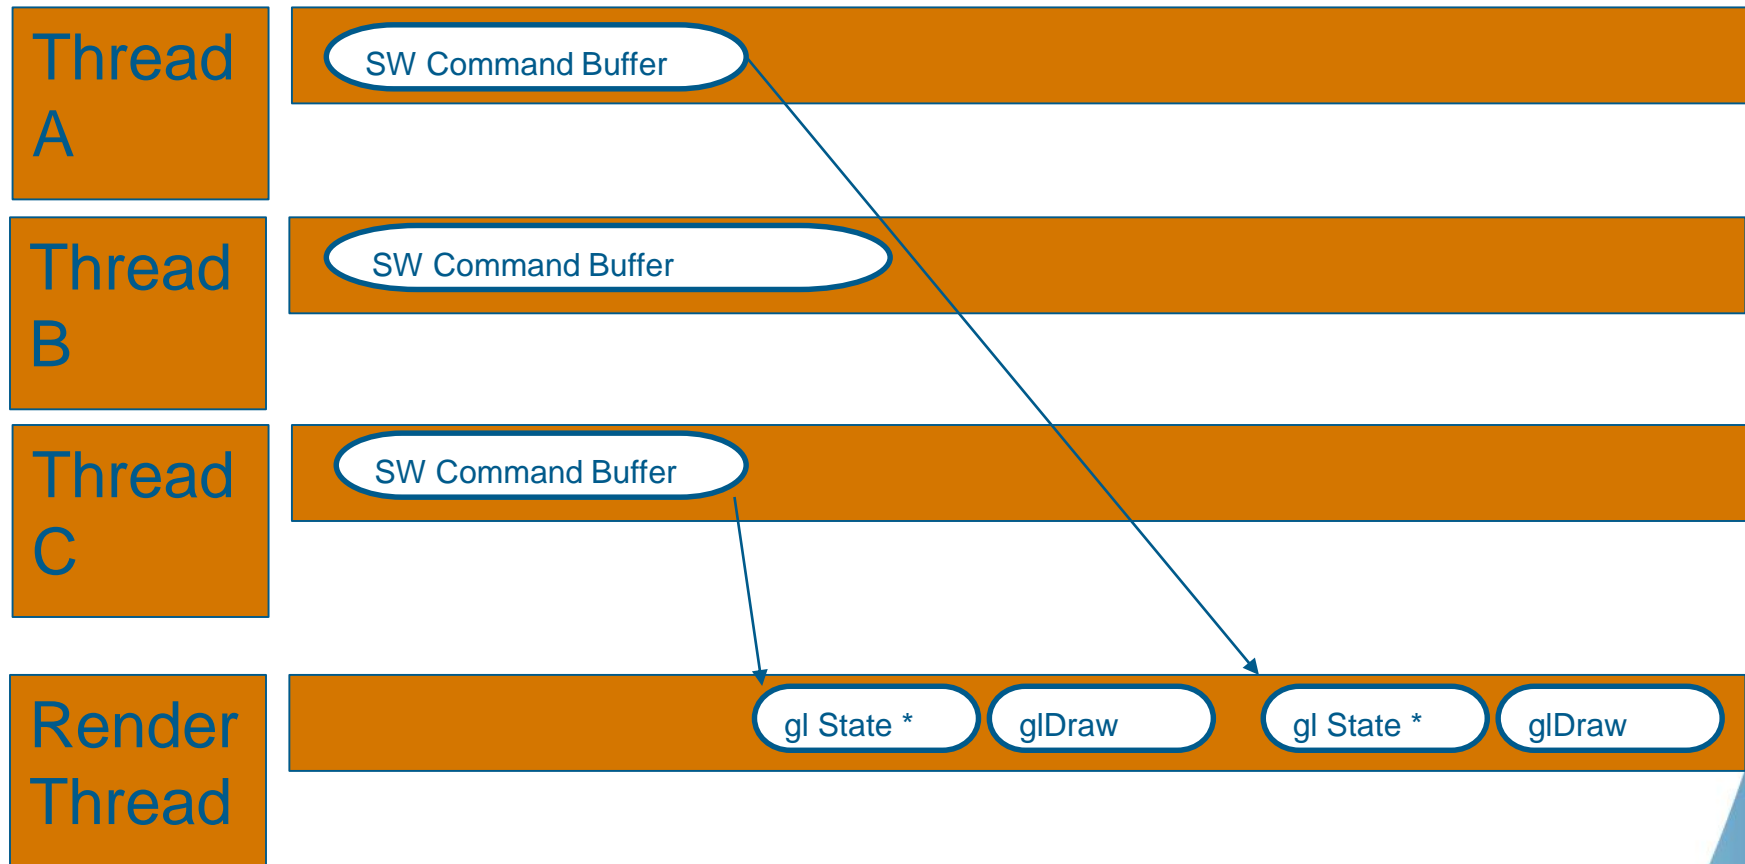 Thread
A
SW Command Buffer
Thread
B
SW Command Buffer
Thread
C
SW Command Buffer
Render
Thread
gl State *
glDraw
gl State *
glDraw